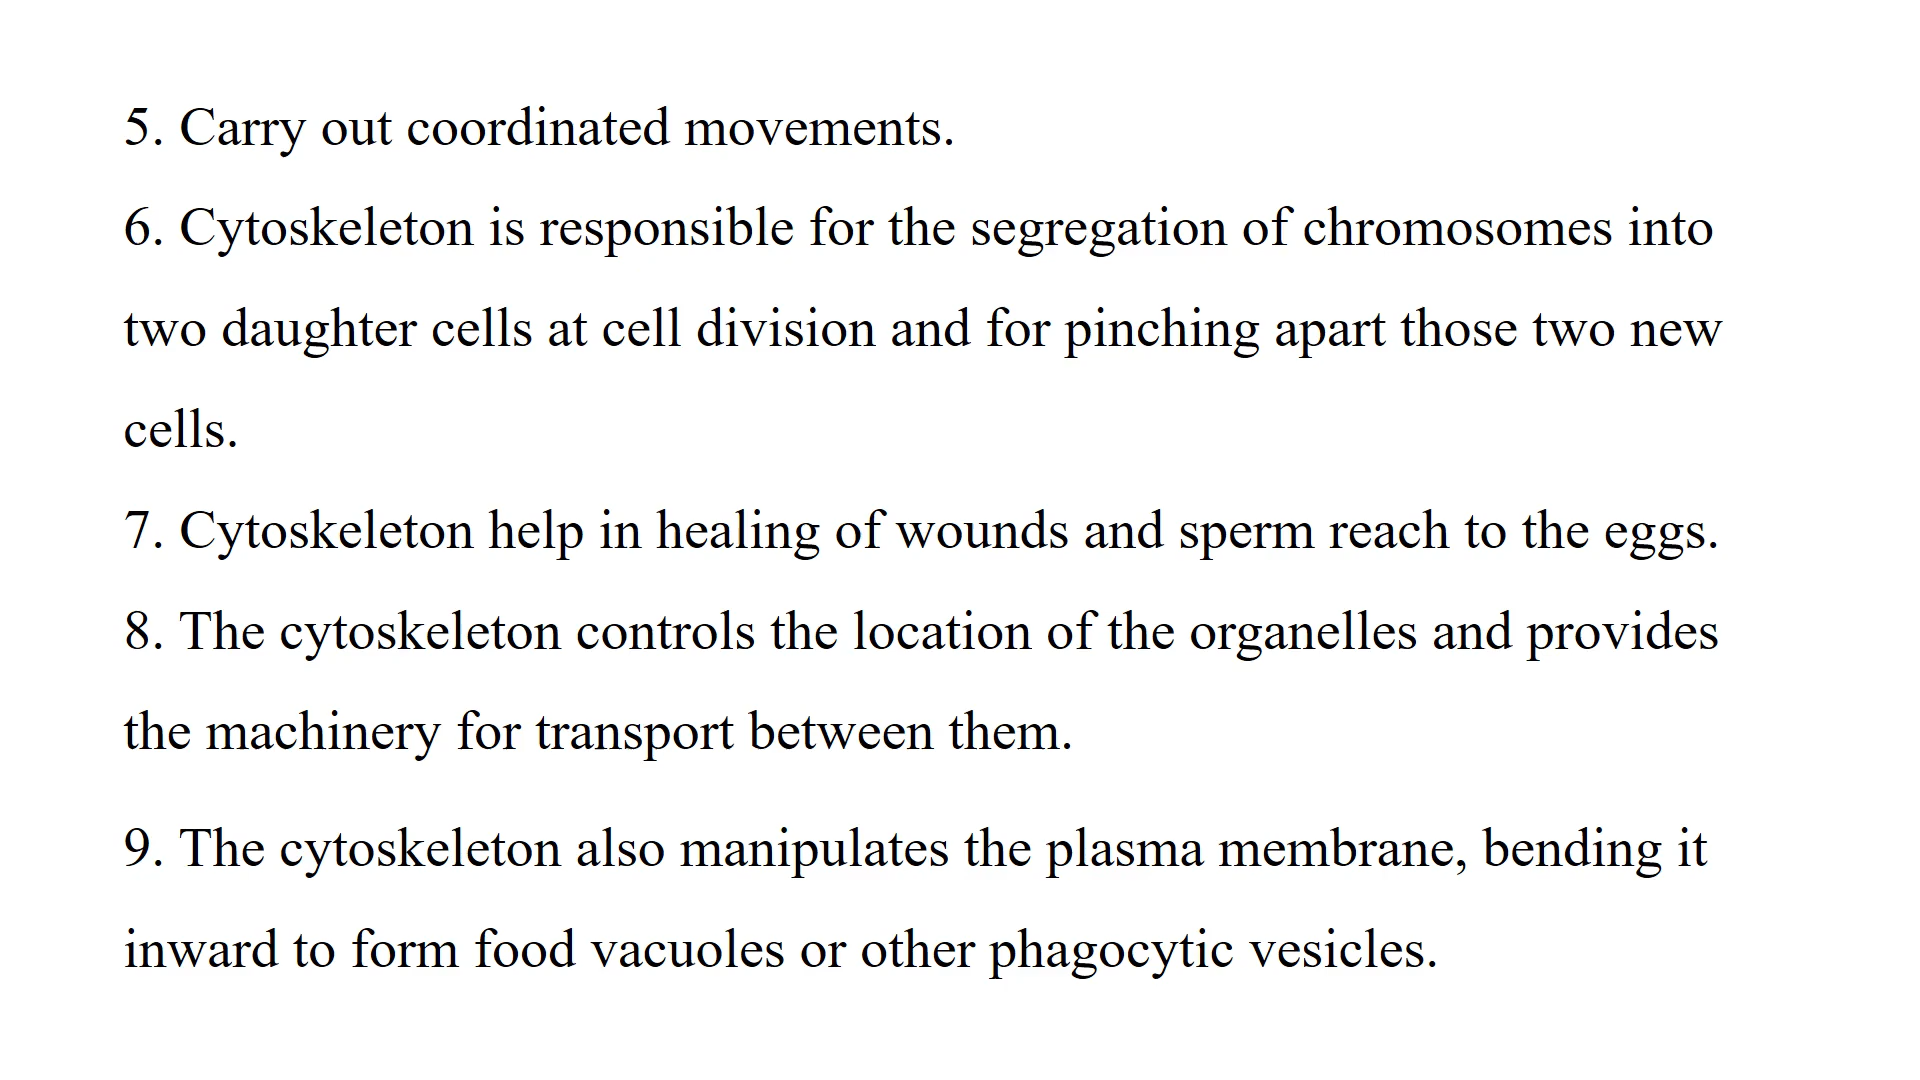 5. Carry out coordinated movements.
6. Cytoskeleton is responsible for the segregation of chromosomes into
two daughter cells at cell division and for pinching apart those two new
cells.
7. Cytoskeleton help in healing of wounds and sperm reach to the eggs.
8. The cytoskeleton controls the location of the organelles and provides
the machinery for transport between them.
9. The cytoskeleton also manipulates the plasma membrane, bending it
inward to form food vacuoles or other phagocytic vesicles.